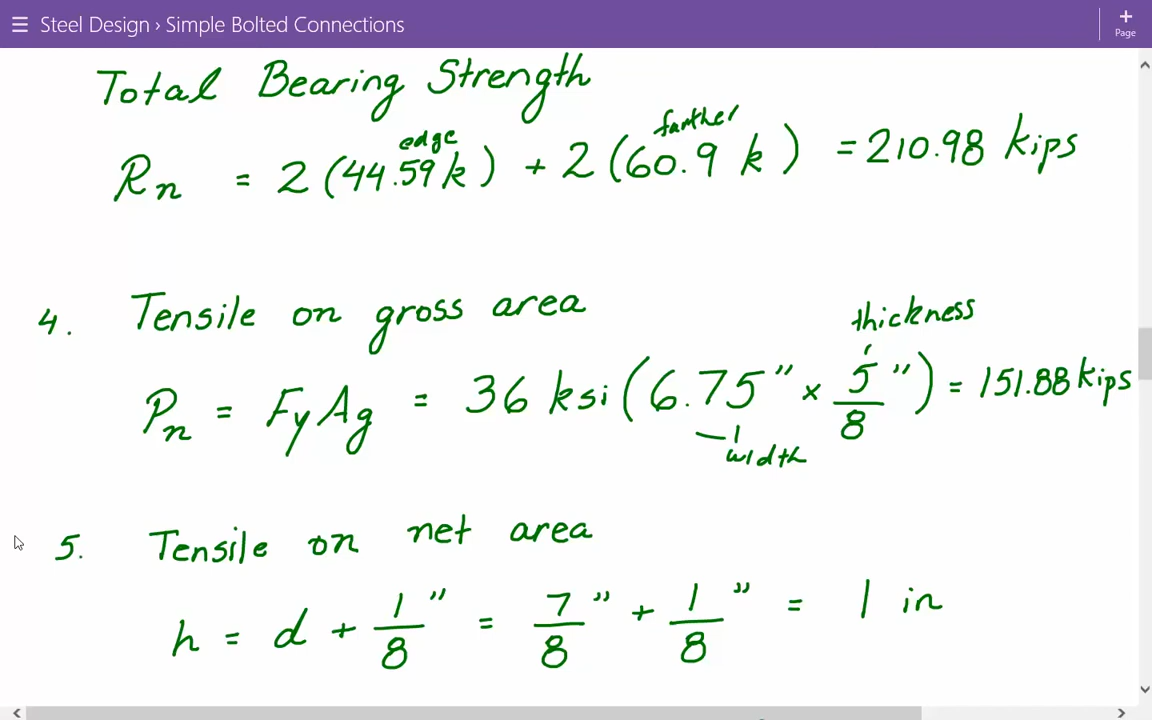 Steel Design › Simple Bolted Connections
+
Page
Total Bearing Strength
edge farther
Rn = 2 (44.59k) + 2 (60.9 k) = 210.98 kips
4. Tensile on gross area
thickness
Pn = FyAg = 36 ksi (6.75" × 5/8") = 151.88 kips
width
5. Tensile on net area
h = d + 1/8" = 7/8" + 1/8" = 1 in